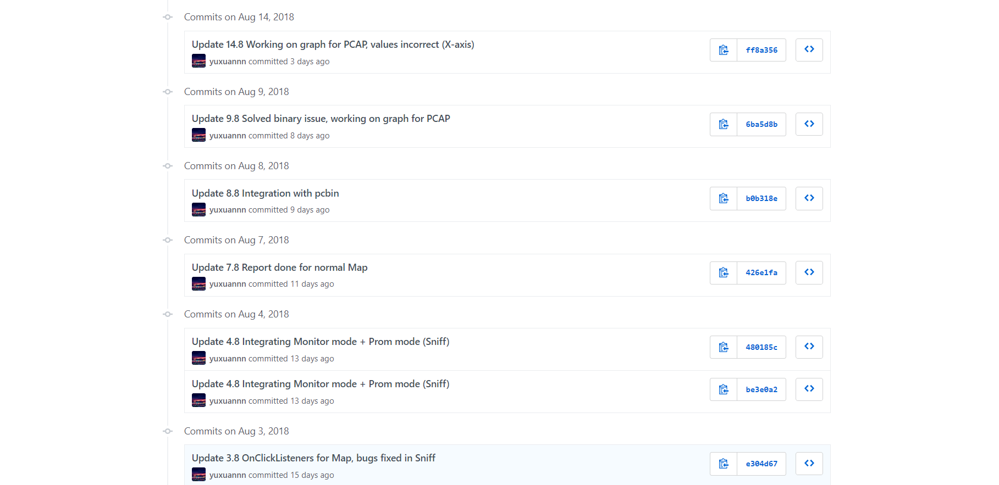 Commits on Aug 14, 2018
Update 14.8 Working on graph for PCAP, values incorrect (X-axis)
yuxuannn committed 3 days ago
ff8a356
Commits on Aug 9, 2018
Update 9.8 Solved binary issue, working on graph for PCAP
yuxuannn committed 8 days ago
6ba5d8b
Commits on Aug 8, 2018
Update 8.8 Integration with pcbin
yuxuannn committed 9 days ago
b0b318e
Commits on Aug 7, 2018
Update 7.8 Report done for normal Map
yuxuannn committed 11 days ago
426e1fa
Commits on Aug 4, 2018
Update 4.8 Integrating Monitor mode + Prom mode (Sniff)
yuxuannn committed 13 days ago
480185c
Update 4.8 Integrating Monitor mode + Prom mode (Sniff)
yuxuannn committed 13 days ago
be3e0a2
Commits on Aug 3, 2018
Update 3.8 OnClickListeners for Map, bugs fixed in Sniff
yuxuannn committed 15 days ago
e304d67